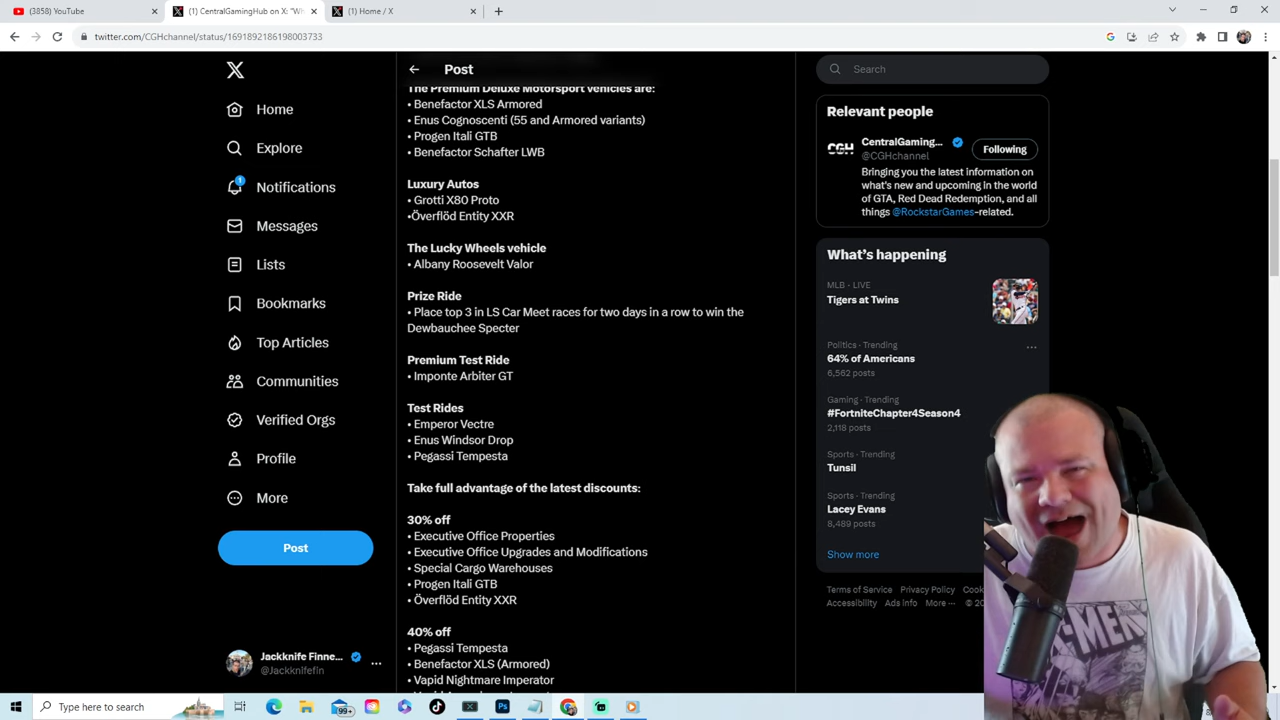 (3858) YouTube
(1) CentralGamingHub on X: "Wh
(1) Home / X
twitter.com/CGHchannel/status/1691892186198003733
Home
Explore
1
Notifications
Messages
Lists
Bookmarks
Top Articles
Communities
Verified Orgs
Profile
More
Post
Jackknife Finne...
@Jackknifefin
Post
The Premium Deluxe Motorsport vehicles are:
• Benefactor XLS Armored
• Enus Cognoscenti (55 and Armored variants)
• Progen Itali GTB
• Benefactor Schafter LWB
Luxury Autos
• Grotti X80 Proto
•Överflöd Entity XXR
The Lucky Wheels vehicle
• Albany Roosevelt Valor
Prize Ride
• Place top 3 in LS Car Meet races for two days in a row to win the
Dewbauchee Specter
Premium Test Ride
• Imponte Arbiter GT
Test Rides
• Emperor Vectre
• Enus Windsor Drop
• Pegassi Tempesta
Take full advantage of the latest discounts:
30% off
• Executive Office Properties
• Executive Office Upgrades and Modifications
• Special Cargo Warehouses
• Progen Itali GTB
• Överflöd Entity XXR
40% off
• Pegassi Tempesta
• Benefactor XLS (Armored)
• Vapid Nightmare Imperator
Search
Relevant people
CGH
CentralGaming...
@CGHchannel
Following
Bringing you the latest information on
what's new and upcoming in the world
of GTA, Red Dead Redemption, and all
things @RockstarGames-related.
What's happening
MLB · LIVE
Tigers at Twins
Politics · Trending
64% of Americans
6,562 posts
Gaming · Trending
#FortniteChapter4Season4
2,118 posts
Sports · Trending
Tunsil
Sports · Trending
Lacey Evans
8,489 posts
Show more
Terms of Service Privacy Policy
Accessibility Ads info More ···
X-MEN
Type here to search
99+